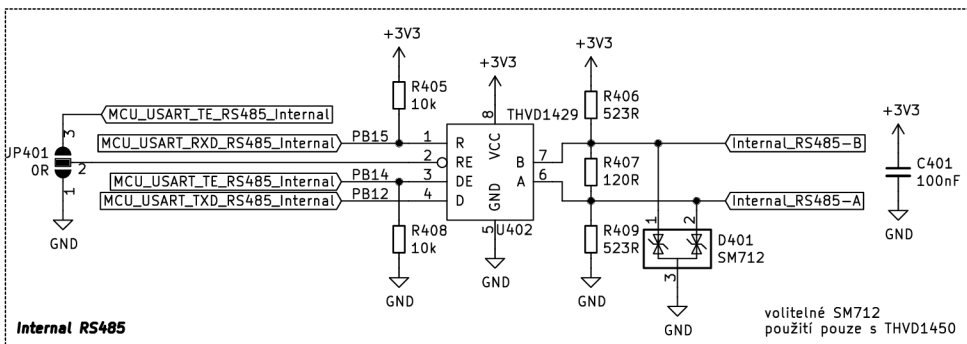 +3V3
+3V3
+3V3
R405
10k
MCU_USART_TE_RS485_Internal
3
MCU_USART_RXD_RS485_Internal
PB15
JP401
0R
2
1
MCU_USART_TE_RS485_Internal
PB14
MCU_USART_TXD_RS485_Internal
PB12
GND
R408
10k
GND
8
THVD1429
1 R VCC
2 RE B 7
3 DE A 6
4 D GND
5
U402
GND
R406
523R
R407
120R
R409
523R
GND
Internal_RS485-B
Internal_RS485-A
1
2
D401
SM712
3
GND
+3V3
C401
100nF
GND
Internal RS485
volitelné SM712
použití pouze s THVD1450